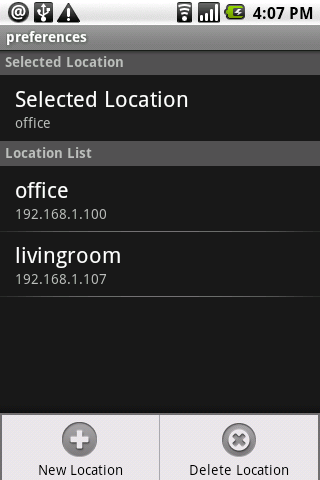 4:07 PM
preferences
Selected Location
Selected Location
office
Location List
office
192.168.1.100
livingroom
192.168.1.107
New Location
Delete Location